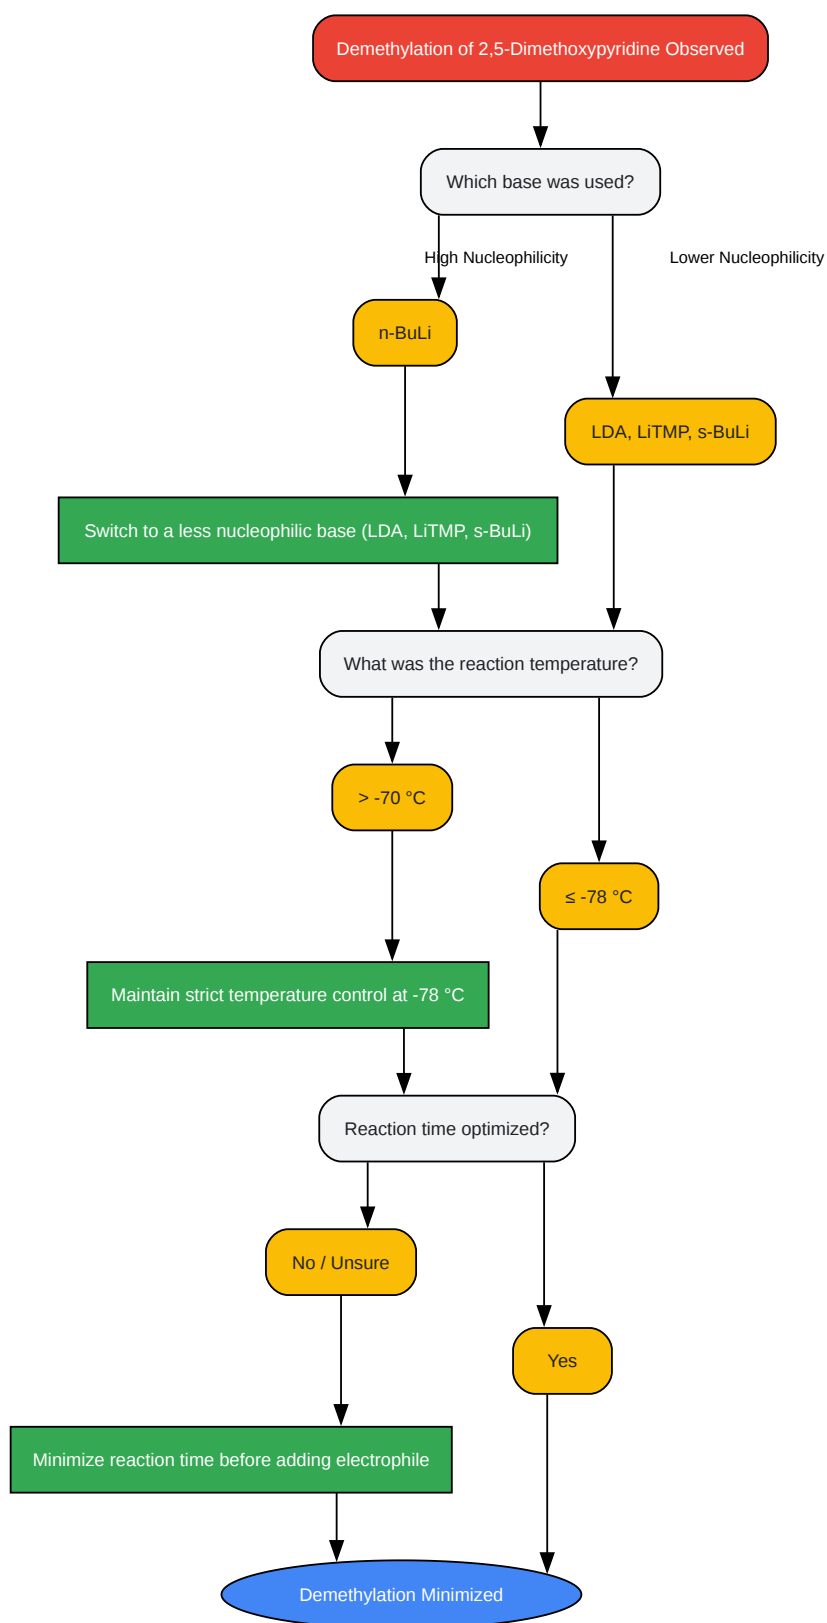 Demethylation of 2,5-Dimethoxypyridine Observed
Which base was used?
High Nucleophilicity
Lower Nucleophilicity
n-BuLi
LDA, LiTMP, s-BuLi
Switch to a less nucleophilic base (LDA, LiTMP, s-BuLi)
What was the reaction temperature?
> -70 °C
≤ -78 °C
Maintain strict temperature control at -78 °C
Reaction time optimized?
No / Unsure
Yes
Minimize reaction time before adding electrophile
Demethylation Minimized